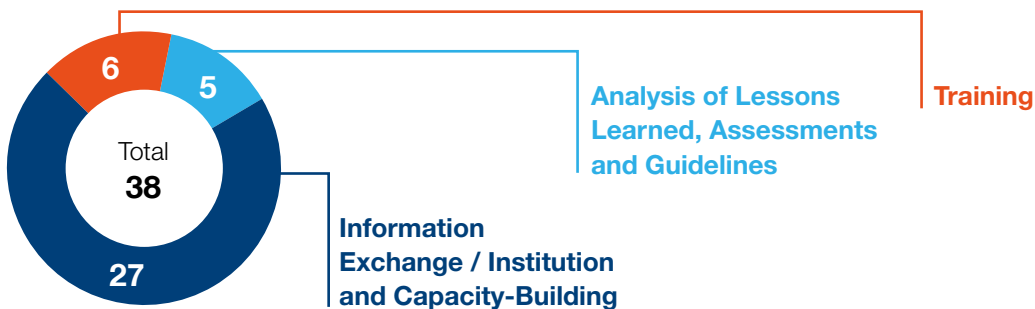 6
5
Total
38
27
Analysis of Lessons
Learned, Assessments
and Guidelines
Training
Information
Exchange / Institution
and Capacity-Building